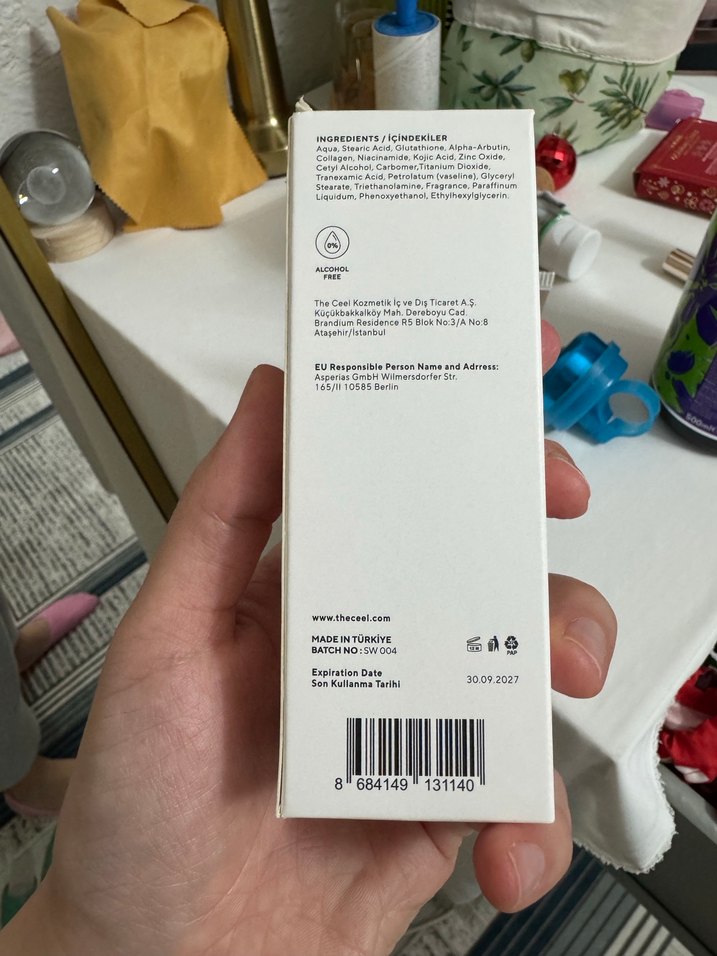 INGREDIENTS / İÇİNDEKİLER
Aqua, Stearic Acid, Glutathione, Alpha-Arbutin,
Collagen, Niacinamide, Kojic Acid, Zinc Oxide,
Cetyl Alcohol, Carbomer,Titanium Dioxide,
Tranexamic Acid, Petrolatum (vaseline), Glyceryl
Stearate, Triethanolamine, Fragrance, Paraffinum
Liquidum, Phenoxyethanol, Ethylhexylglycerin.
0%
ALCOHOL
FREE
The Ceel Kozmetik İç ve Dış Ticaret A.Ş.
Küçükbakkalköy Mah. Dereboyu Cad.
Brandium Residence R5 Blok No:3/A No:8
Ataşehir/İstanbul
EU Responsible Person Name and Adrress:
Asperias GmbH Wilmersdorfer Str.
165/II 10585 Berlin
www.theceel.com
MADE IN TÜRKİYE
BATCH NO : SW 004
12 M
PAP
Expiration Date
Son Kullanma Tarihi
30.09.2027
8 684149 131140